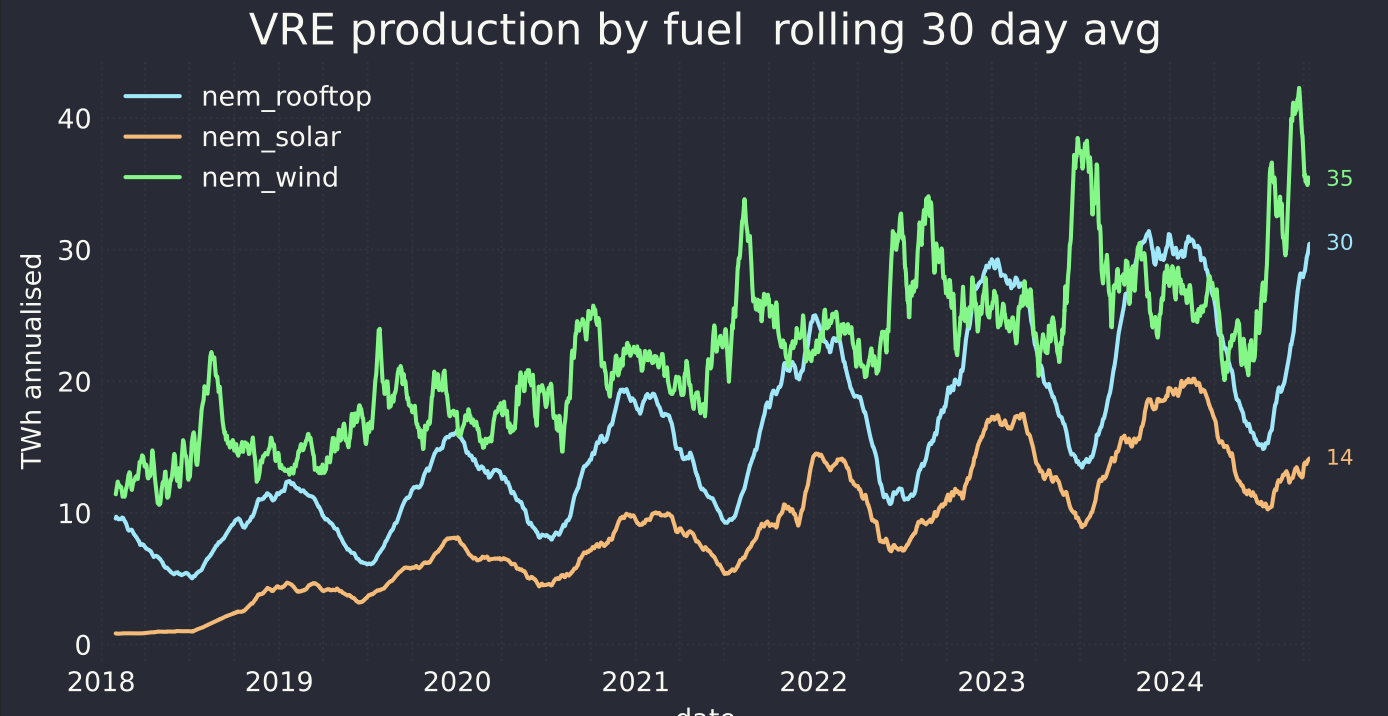 VRE production by fuel  rolling 30 day avg
nem_rooftop
nem_solar
nem_wind
TWh annualised
40
30
20
10
0
35
30
14
2018 2019 2020 2021 2022 2023 2024
date